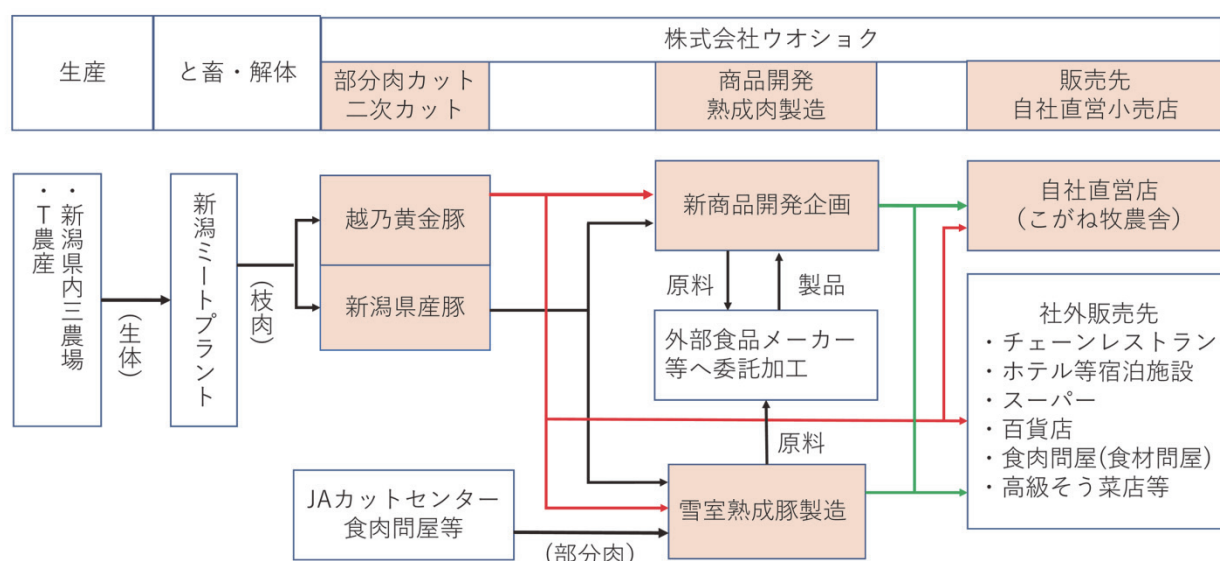 株式会社ウオショク
生産
と畜・解体
部分肉カット
二次カット
商品開発
熟成肉製造
販売先
自社直営小売店
・新潟県内三農場
・T農産
(生体)
新潟ミートプラント
(枝肉)
越乃黄金豚
新潟県産豚
新商品開発企画
原料
製品
外部食品メーカー
等へ委託加工
原料
雪室熟成豚製造
JAカットセンター
食肉問屋等
(部分肉)
自社直営店
(こがね牧農舎)
社外販売先
・チェーンレストラン
・ホテル等宿泊施設
・スーパー
・百貨店
・食肉問屋(食材問屋)
・高級そう菜店等